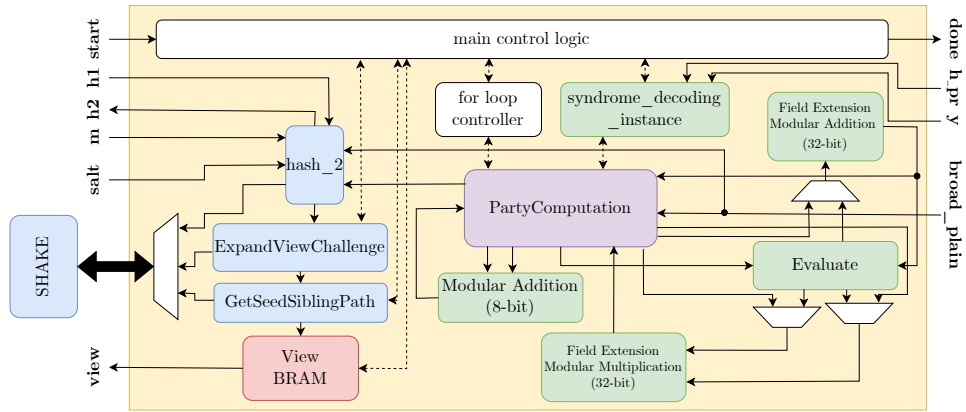 start
h1
h2
m
salt
SHAKE
view
main control logic
for loop
controller
syndrome_decoding
_instance
Field Extension
Modular Addition
(32-bit)
hash_2
PartyComputation
ExpandViewChallenge
GetSeedSiblingPath
View
BRAM
Modular Addition
(8-bit)
Evaluate
Field Extension
Modular Multiplication
(32-bit)
done
h_pr
y
broad_plain